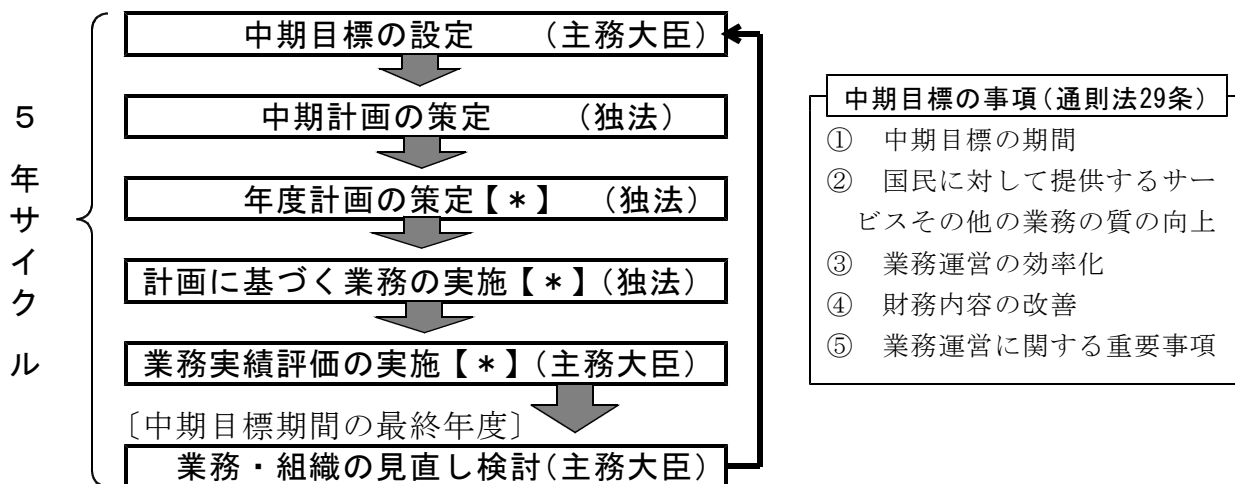 中期目標の設定　　(主務大臣)
中期計画の策定　　　(独法)
年度計画の策定【＊】　(独法)
計画に基づく業務の実施【＊】(独法)
業務実績評価の実施【＊】(主務大臣)
〔中期目標期間の最終年度〕
業務・組織の見直し検討(主務大臣)
５年サイクル
中期目標の事項(通則法29条)
①　中期目標の期間
②　国民に対して提供するサー
ビスその他の業務の質の向上
③　業務運営の効率化
④　財務内容の改善
⑤　業務運営に関する重要事項